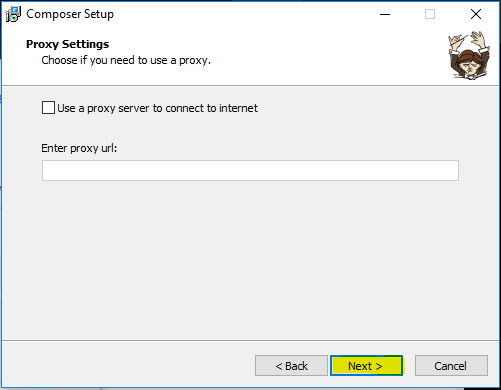 Composer Setup
Proxy Settings
Choose if you need to use a proxy.
Use a proxy server to connect to internet
Enter proxy url:
< Back
Next >
Cancel